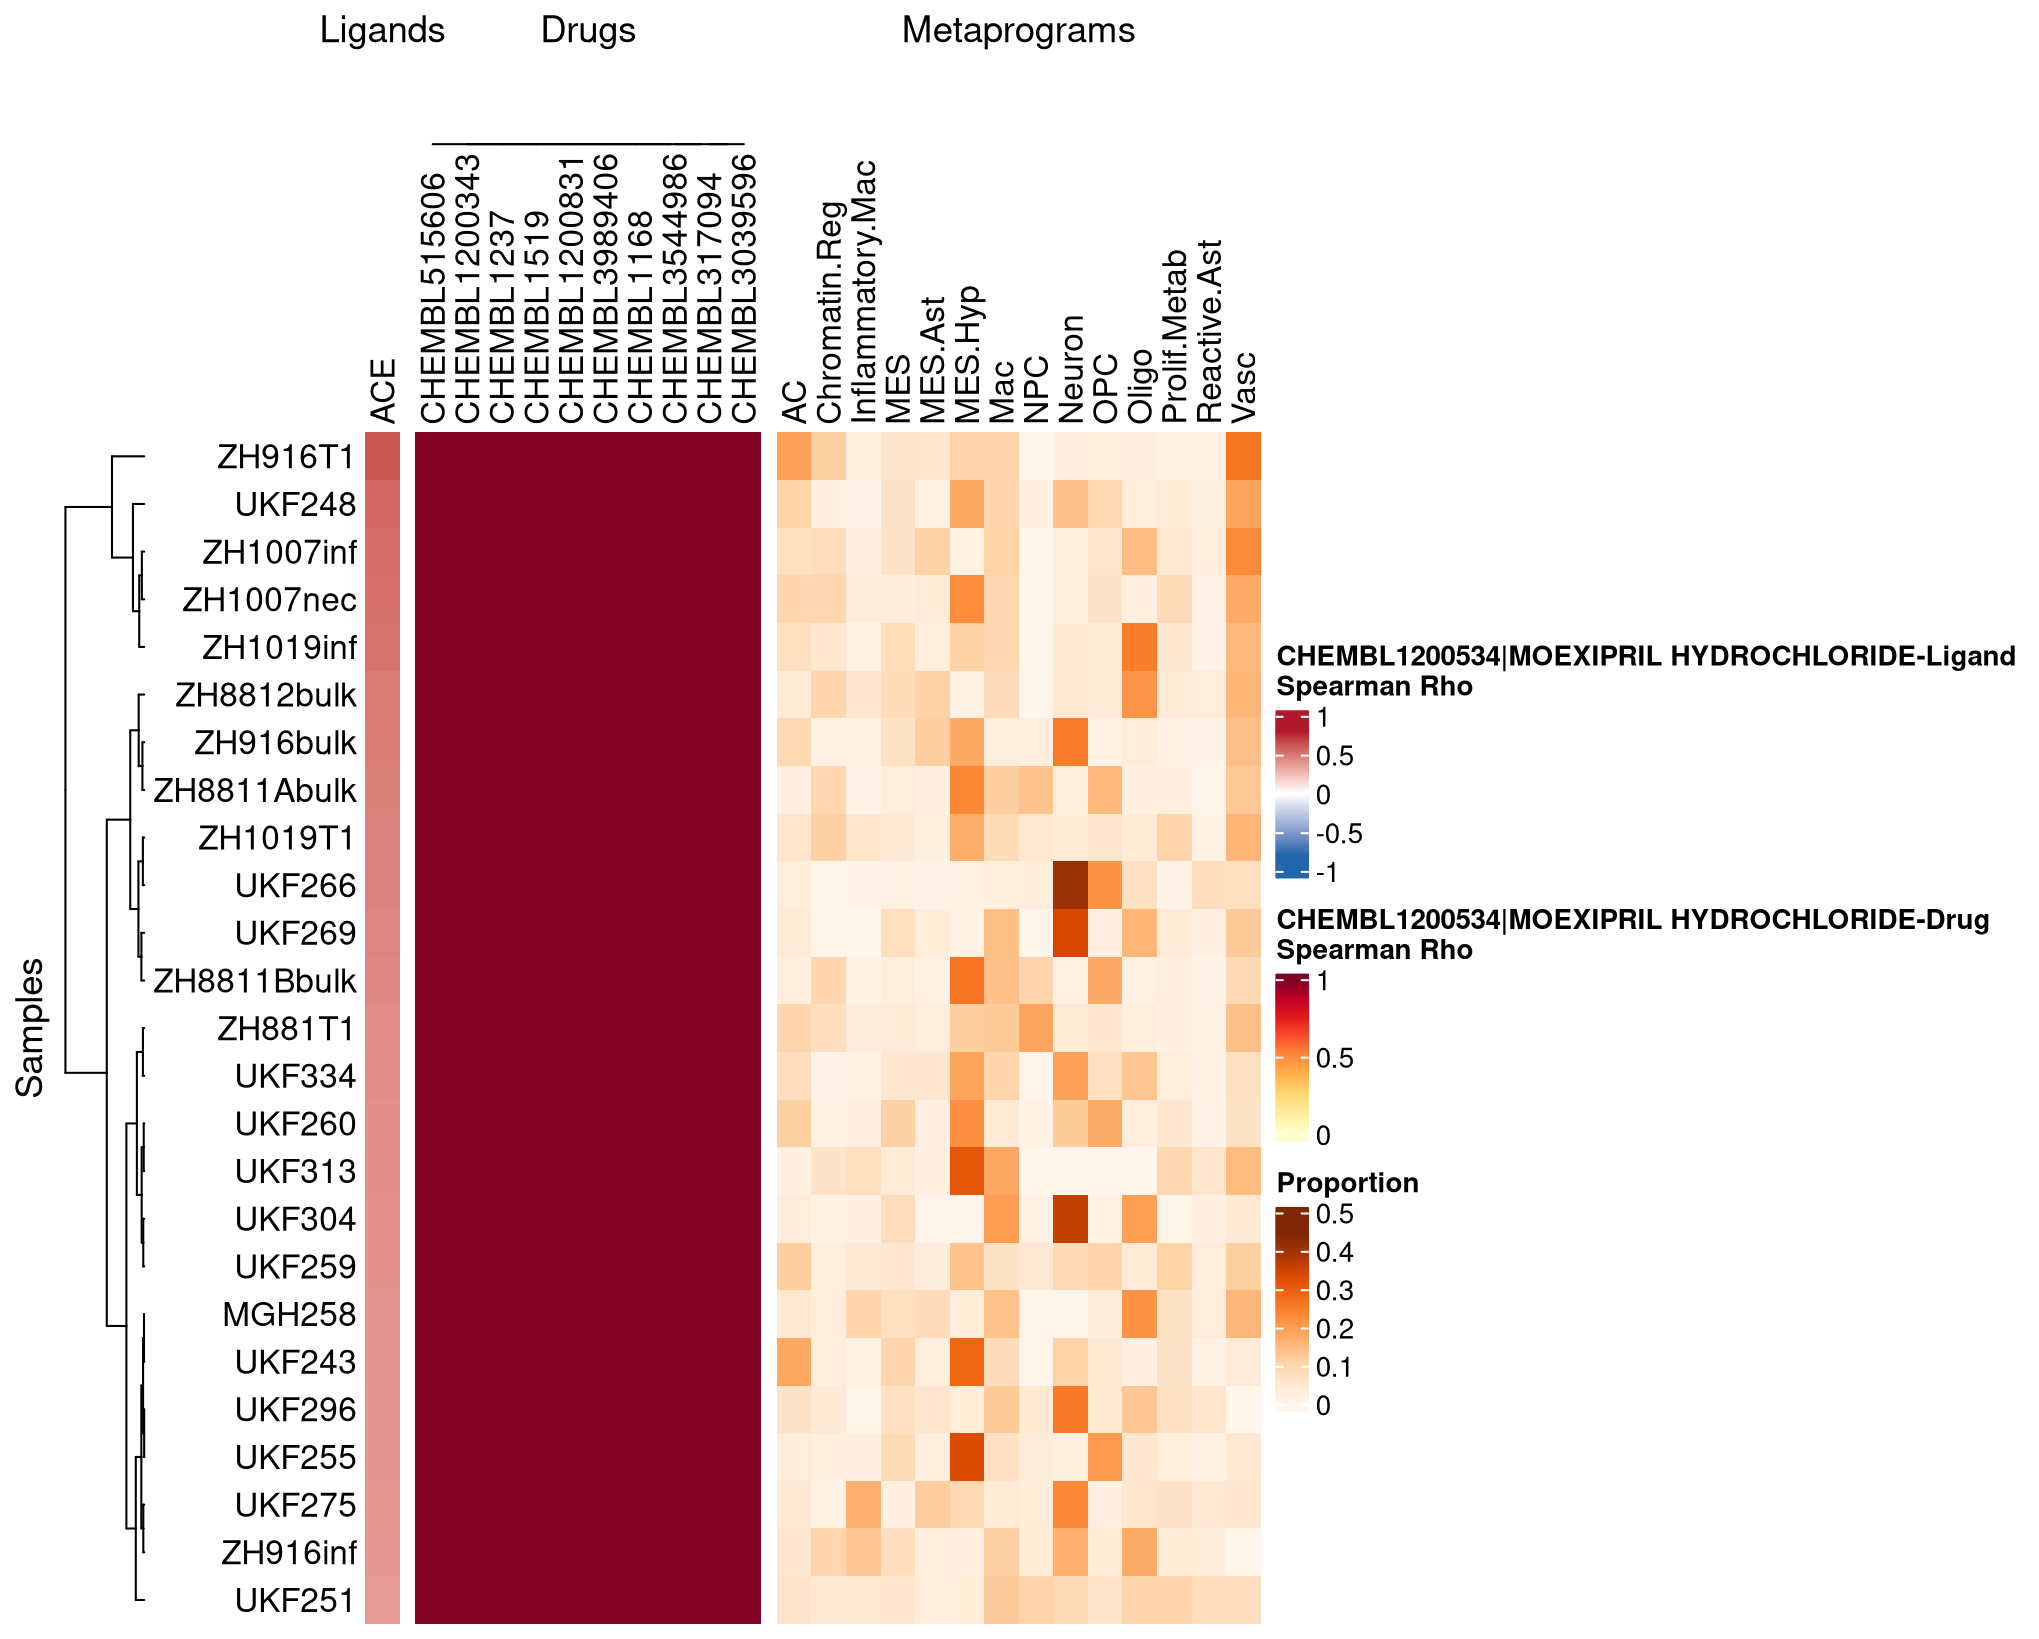 Ligands
Drugs
Metaprograms
ACE
CHEMBL515606
CHEMBL1200343
CHEMBL1237
CHEMBL1519
CHEMBL1200831
CHEMBL3989406
CHEMBL1168
CHEMBL3544986
CHEMBL317094
CHEMBL3039596
AC
Chromatin.Reg
Inflammatory.Mac
MES
MES.Ast
MES.Hyp
Mac
NPC
Neuron
OPC
Oligo
Prolif.Metab
Reactive.Ast
Vasc
Samples
ZH916T1
UKF248
ZH1007inf
ZH1007nec
ZH1019inf
ZH8812bulk
ZH916bulk
ZH8811Abulk
ZH1019T1
UKF266
UKF269
ZH8811Bbulk
ZH881T1
UKF334
UKF260
UKF313
UKF304
UKF259
MGH258
UKF243
UKF296
UKF255
UKF275
ZH916inf
UKF251
CHEMBL1200534|MOEXIPRIL HYDROCHLORIDE-Ligand
Spearman Rho
1
0.5
0
-0.5
-1
CHEMBL1200534|MOEXIPRIL HYDROCHLORIDE-Drug
Spearman Rho
1
0.5
0
Proportion
0.5
0.4
0.3
0.2
0.1
0